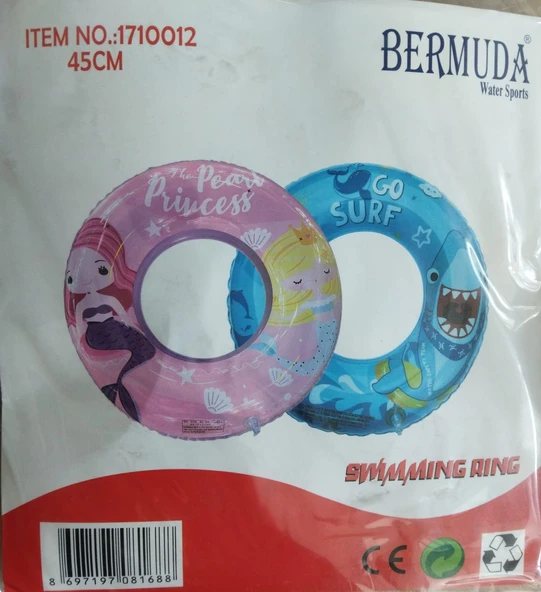 ITEM NO.:1710012
45CM
BERMUDA®
Water Sports
The Pearl
Princess
GO
SURF
SWIMMING RING
8 697197 081688
CE